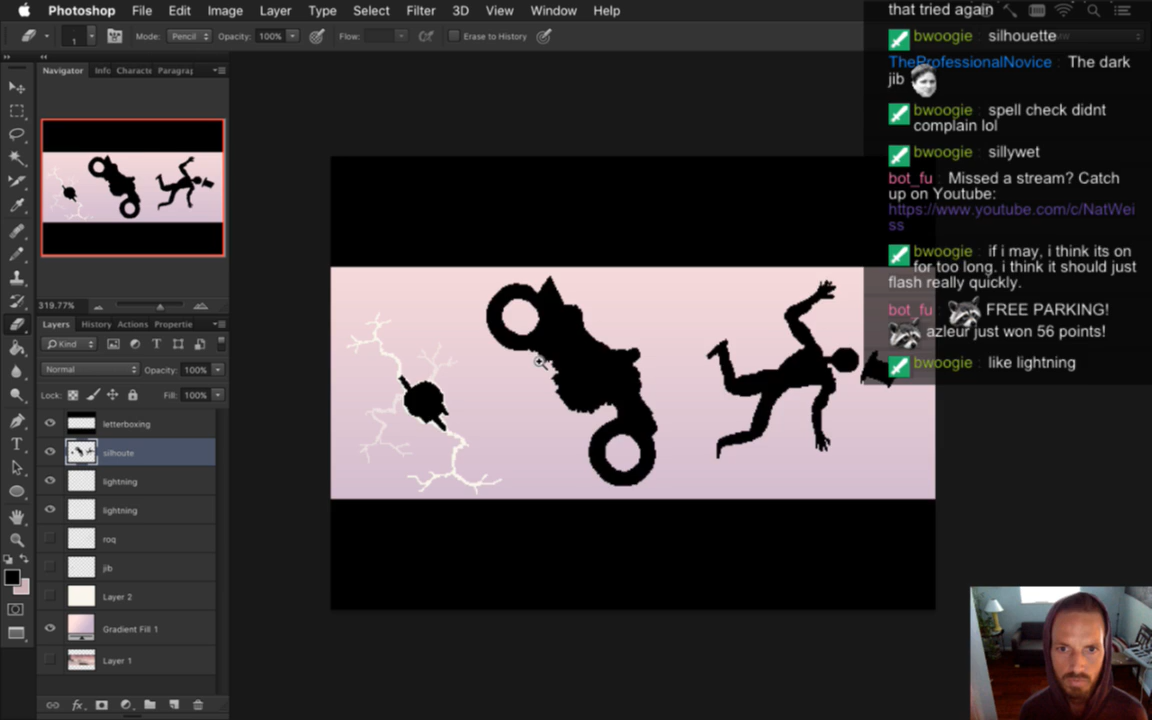 Photoshop File Edit Image Layer Type Select Filter 3D View Window Help
1 Mode: Pencil Opacity: 100% Flow: Erase to History
Navigator Info Characte Paragraj
319.77%
Layers History Actions Propertie
Kind
Normal Opacity: 100%
Lock: Fill: 100%
letterboxing
silhoute
lightning
lightning
roq
jib
Layer 2
Gradient Fill 1
Layer 1
that tried again
bwoogie : silhouette
TheProfessionalNovice : The dark
jib
bwoogie : spell check didnt
complain lol
bwoogie : sillywet
bot_fu : Missed a stream? Catch
up on Youtube:
https://www.youtube.com/c/NatWei
ss
bwoogie : if i may, i think its on
for too long. i think it should just
flash really quickly.
bot_fu : FREE PARKING!
azleur just won 56 points!
bwoogie : like lightning